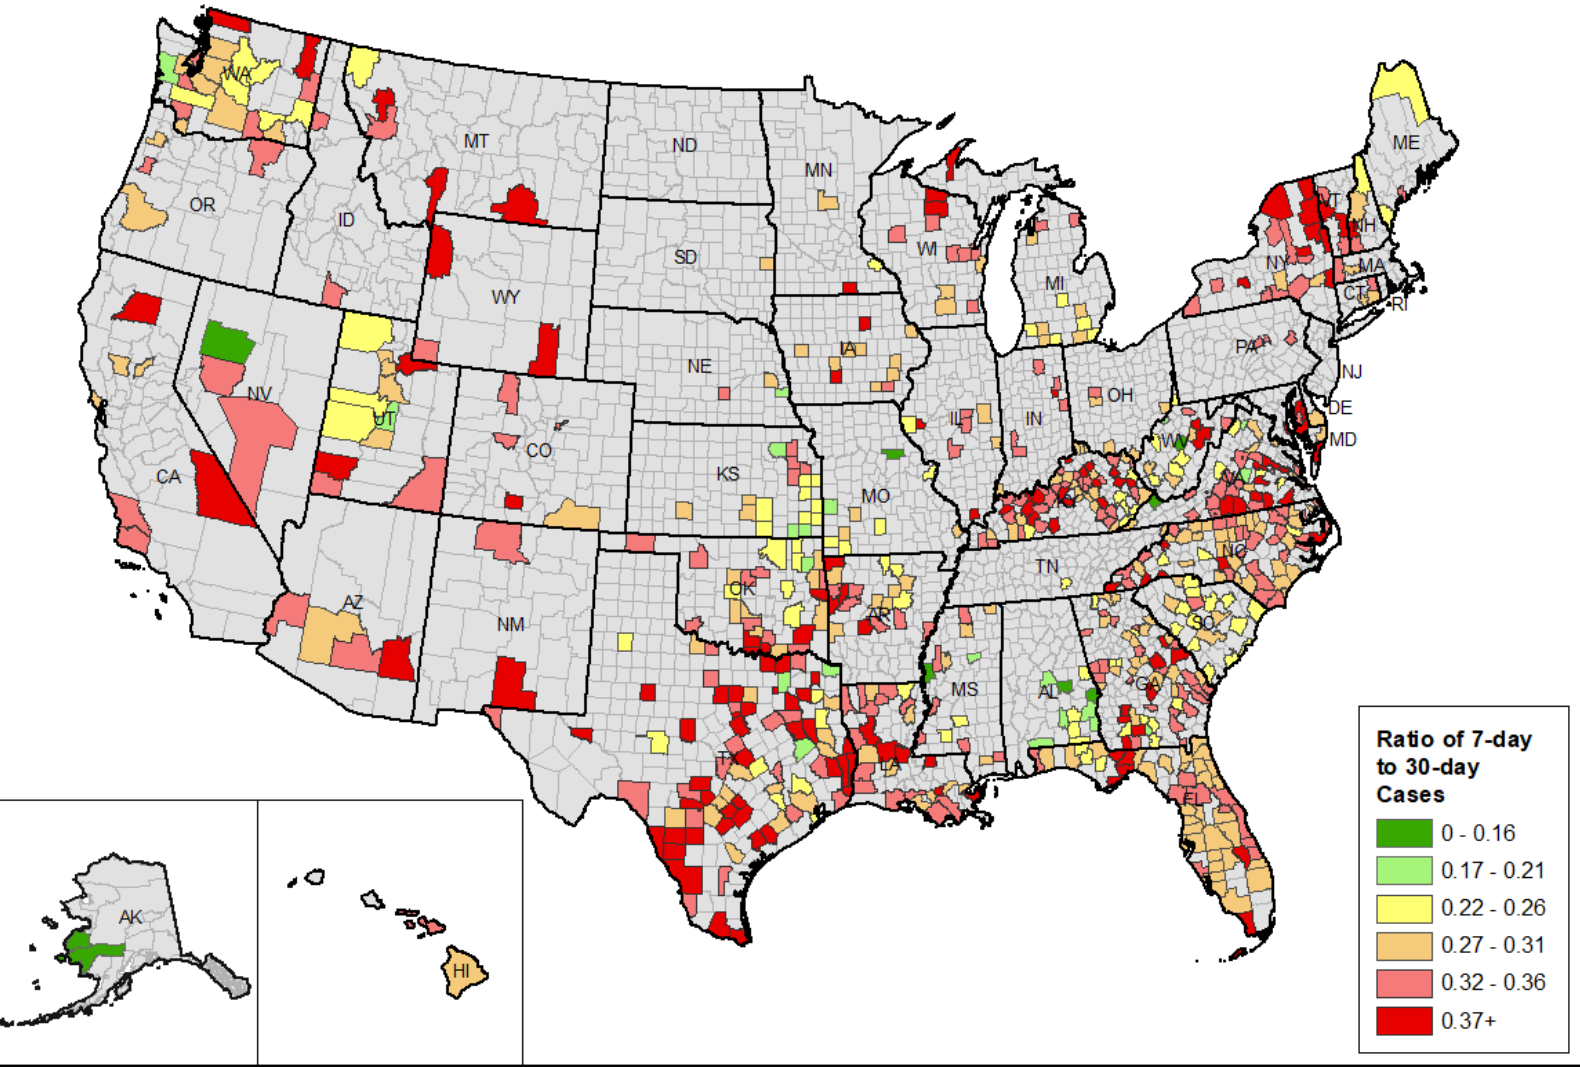 WA
MT
ND
MN
ME
OR
ID
WY
SD
WI
MI
NY
VT
NH
MA
CT
RI
NV
UT
CO
NE
IA
IL
IN
OH
PA
NJ
DE
MD
WV
VA
CA
AZ
NM
KS
MO
OK
AR
TN
NC
SC
MS
AL
GA
TX
LA
FL
AK
HI
Ratio of 7-day
to 30-day
Cases
0 - 0.16
0.17 - 0.21
0.22 - 0.26
0.27 - 0.31
0.32 - 0.36
0.37+